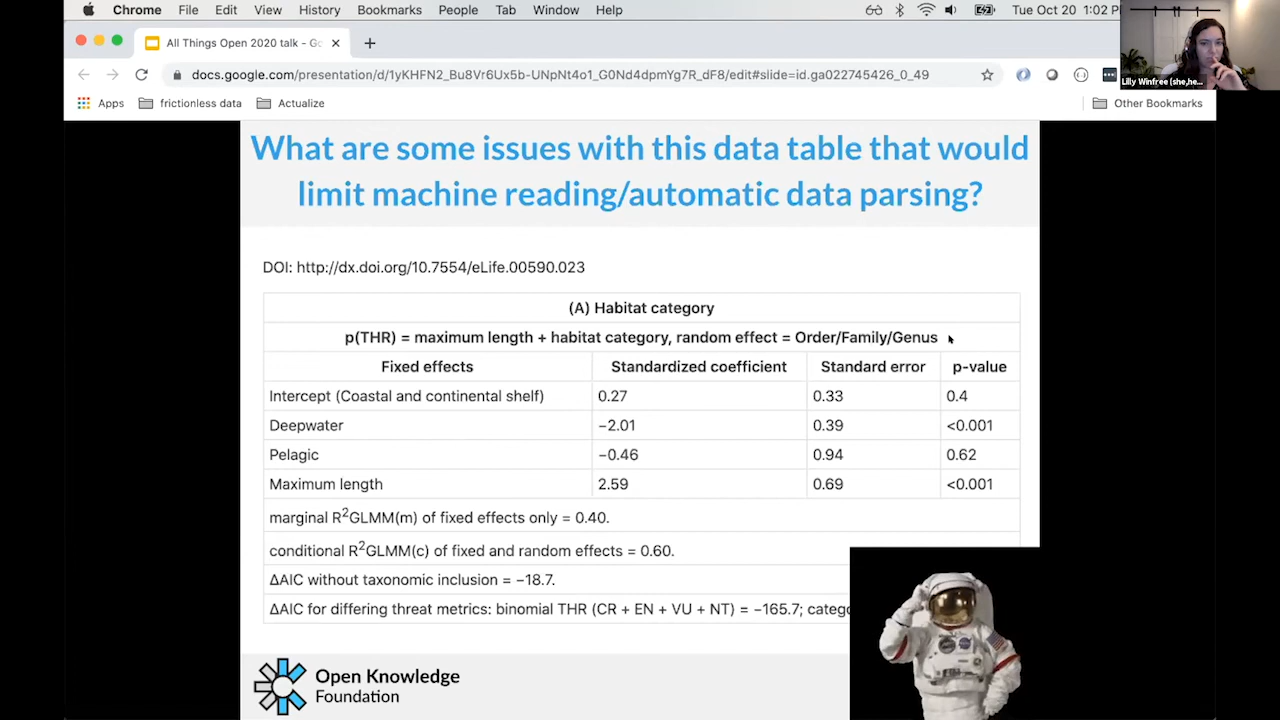 Chrome File Edit View History Bookmarks People Tab Window Help Tue Oct 20 1:02 P
All Things Open 2020 talk - Go
docs.google.com/presentation/d/1yKHFN2_Bu8Vr6Ux5b-UNpNt4o1_G0Nd4dpmYg7R_dF8/edit#slide=id.ga022745426_0_49
Lilly Winfree (she,he...
Apps frictionless data Actualize Other Bookmarks
What are some issues with this data table that would
limit machine reading/automatic data parsing?
DOI: http://dx.doi.org/10.7554/eLife.00590.023
(A) Habitat category
p(THR) = maximum length + habitat category, random effect = Order/Family/Genus
Fixed effects Standardized coefficient Standard error p-value
Intercept (Coastal and continental shelf) 0.27 0.33 0.4
Deepwater −2.01 0.39 <0.001
Pelagic −0.46 0.94 0.62
Maximum length 2.59 0.69 <0.001
marginal R²GLMM(m) of fixed effects only = 0.40.
conditional R²GLMM(c) of fixed and random effects = 0.60.
ΔAIC without taxonomic inclusion = −18.7.
ΔAIC for differing threat metrics: binomial THR (CR + EN + VU + NT) = −165.7; catego
Open Knowledge
Foundation